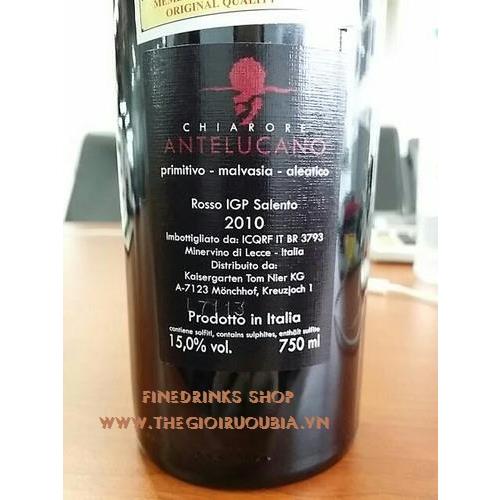 ORIGINAL QUALITY
CHIARORE
ANTELUCANO
primitivo - malvasia - aleatico
Rosso IGP Salento
2010
Imbottigliato da: ICQRF IT BR 3793
Minervino di Lecce - Italia
Distribuito da:
Kaisergarten Tom Nier KG
A-7123 Mönchhof, Kreuzjoch 1
L7113
Prodotto in Italia
contiene solfiti, contains sulphites, enthält sulfite
15,0% vol. 750 ml
FINEDRINKS SHOP
WWW.THEGIOIRUOUBIA.VN